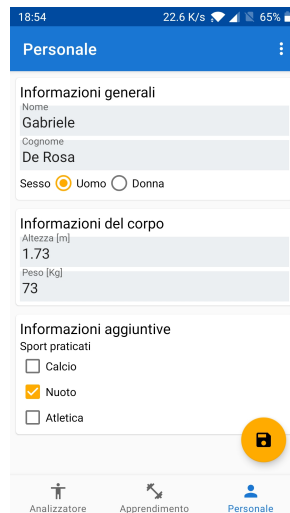 18:54 22.6 K/s 65%
Personale
Informazioni generali
Nome
Gabriele
Cognome
De Rosa
Sesso Uomo Donna
Informazioni del corpo
Altezza [m]
1.73
Peso [Kg]
73
Informazioni aggiuntive
Sport praticati
Calcio
Nuoto
Atletica
Analizzatore Apprendimento Personale